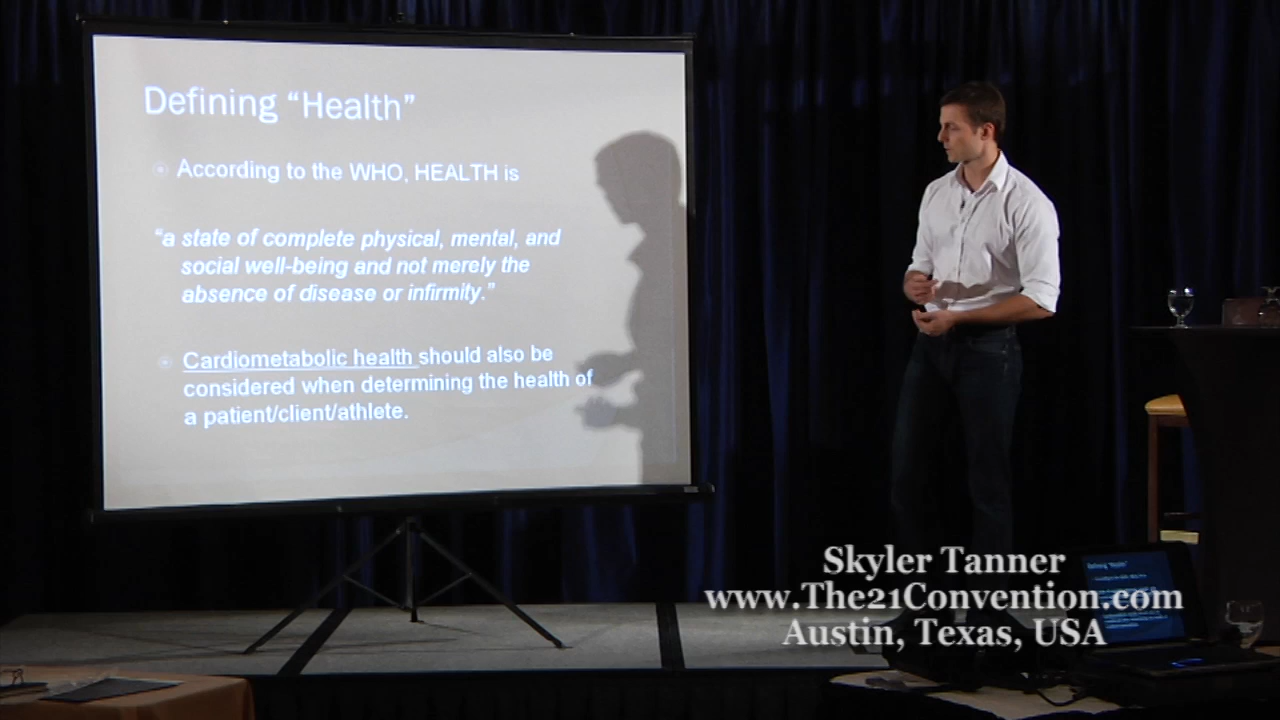 Defining “Health”
According to the WHO, HEALTH is
“a state of complete physical, mental, and
social well-being and not merely the
absence of disease or infirmity.”
Cardiometabolic health should also be
considered when determining the health of
a patient/client/athlete.
Skyler Tanner
www.The21Convention.com
Austin, Texas, USA
Defining "Health"